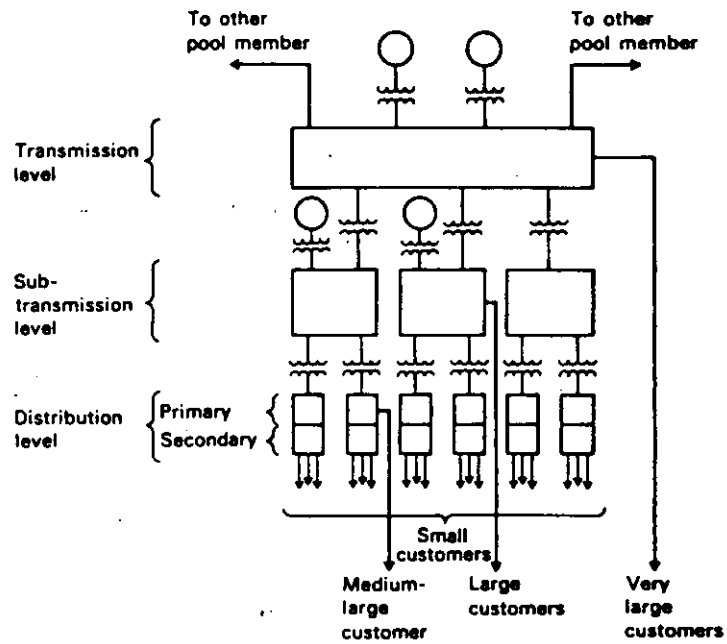 To other
pool member
To other
pool member
Transmission
level
Sub-
transmission
level
Distribution
level
Primary
Secondary
Small
customers
Medium-
large
customer
Large
customers
Very
large
customers